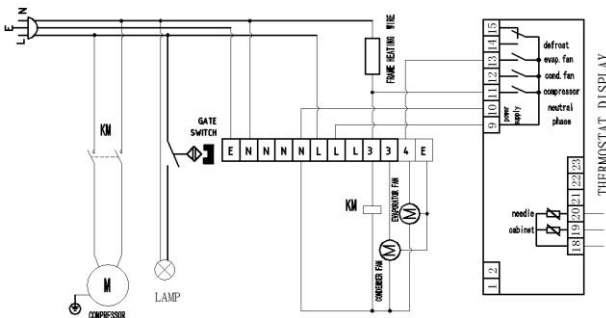 N
E
L
KM
GATE
SWITCH
FRAME HEATING WIRE
E N N N N L L L 3 3 4 E
KM
EVAPORATOR FAN
M
CONDENSER FAN
M
M
COMPRESSOR
LAMP
15
14
13
12
11
10
9
defrost
evap. fan
cond. fan
compressor
power supply
neutral
phase
23
22
21
20
19
18
needle
cabinet
2
1
THERMOSTAT DISPLAY